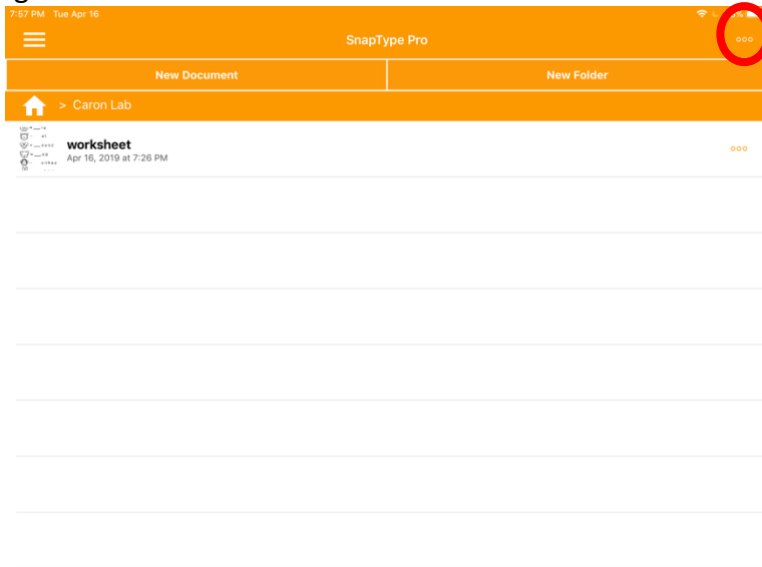 7:57 PM Tue Apr 16
SnapType Pro
New Document
New Folder
> Caron Lab
worksheet
Apr 16, 2019 at 7:26 PM